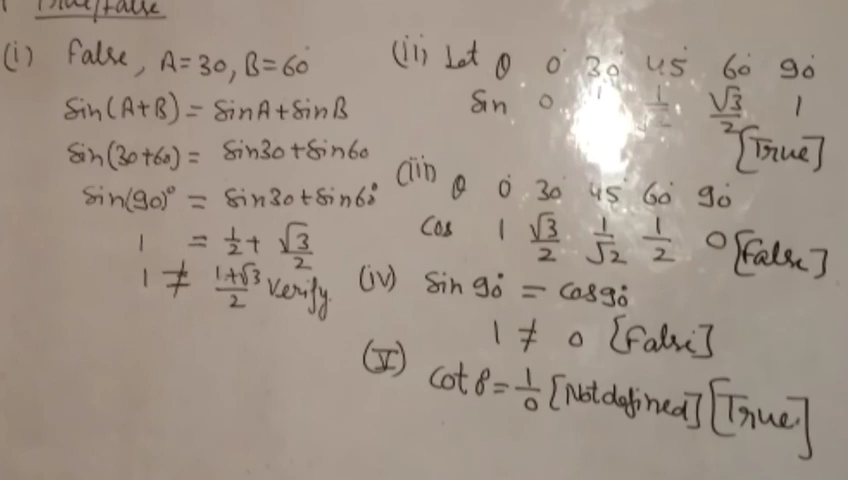 True/False
(i) False, A=30, B=60°
Sin(A+B) = SinA+SinB
Sin(30+60) = Sin30+Sin60
Sin(90)° = Sin30+Sin60°
1 = 1/2 + √3/2
1 ≠ 1+√3/2 Verify.
(ii) Let θ 0° 30° 45° 60° 90°
Sin 0 1 √3/2 1
[True]
(iii) θ 0° 30° 45° 60° 90°
Cos 1 √3/2 1/√2 1/2 0 [False]
(iv) Sin 90° = Cos90°
1 ≠ 0 [False]
(V) Cot θ = 1/0 [Not defined] [True]